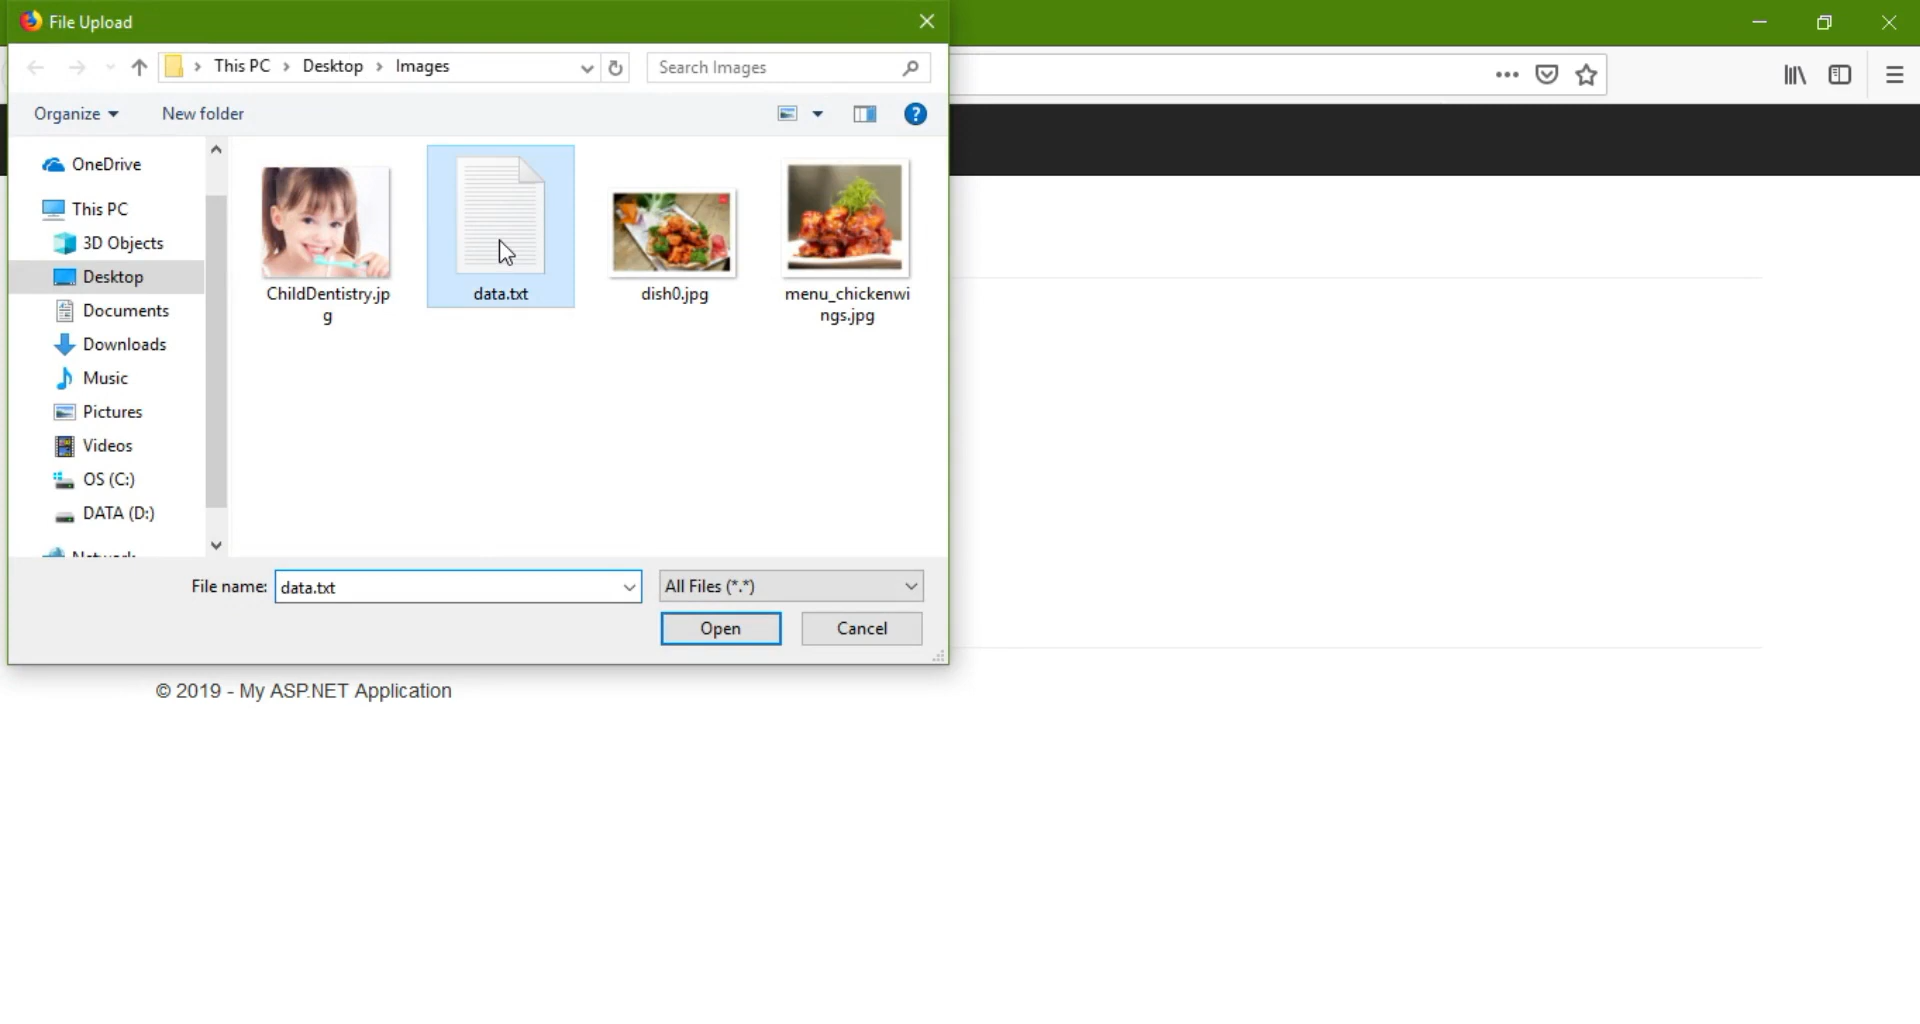 File Upload
This PC > Desktop > Images
Search Images
Organize
New folder
OneDrive
This PC
3D Objects
Desktop
Documents
Downloads
Music
Pictures
Videos
OS (C:)
DATA (D:)
Network
ChildDentistry.jp
g
data.txt
dish0.jpg
menu_chickenwi
ngs.jpg
File name: data.txt
All Files (*.*)
Open
Cancel
© 2019 - My ASP.NET Application